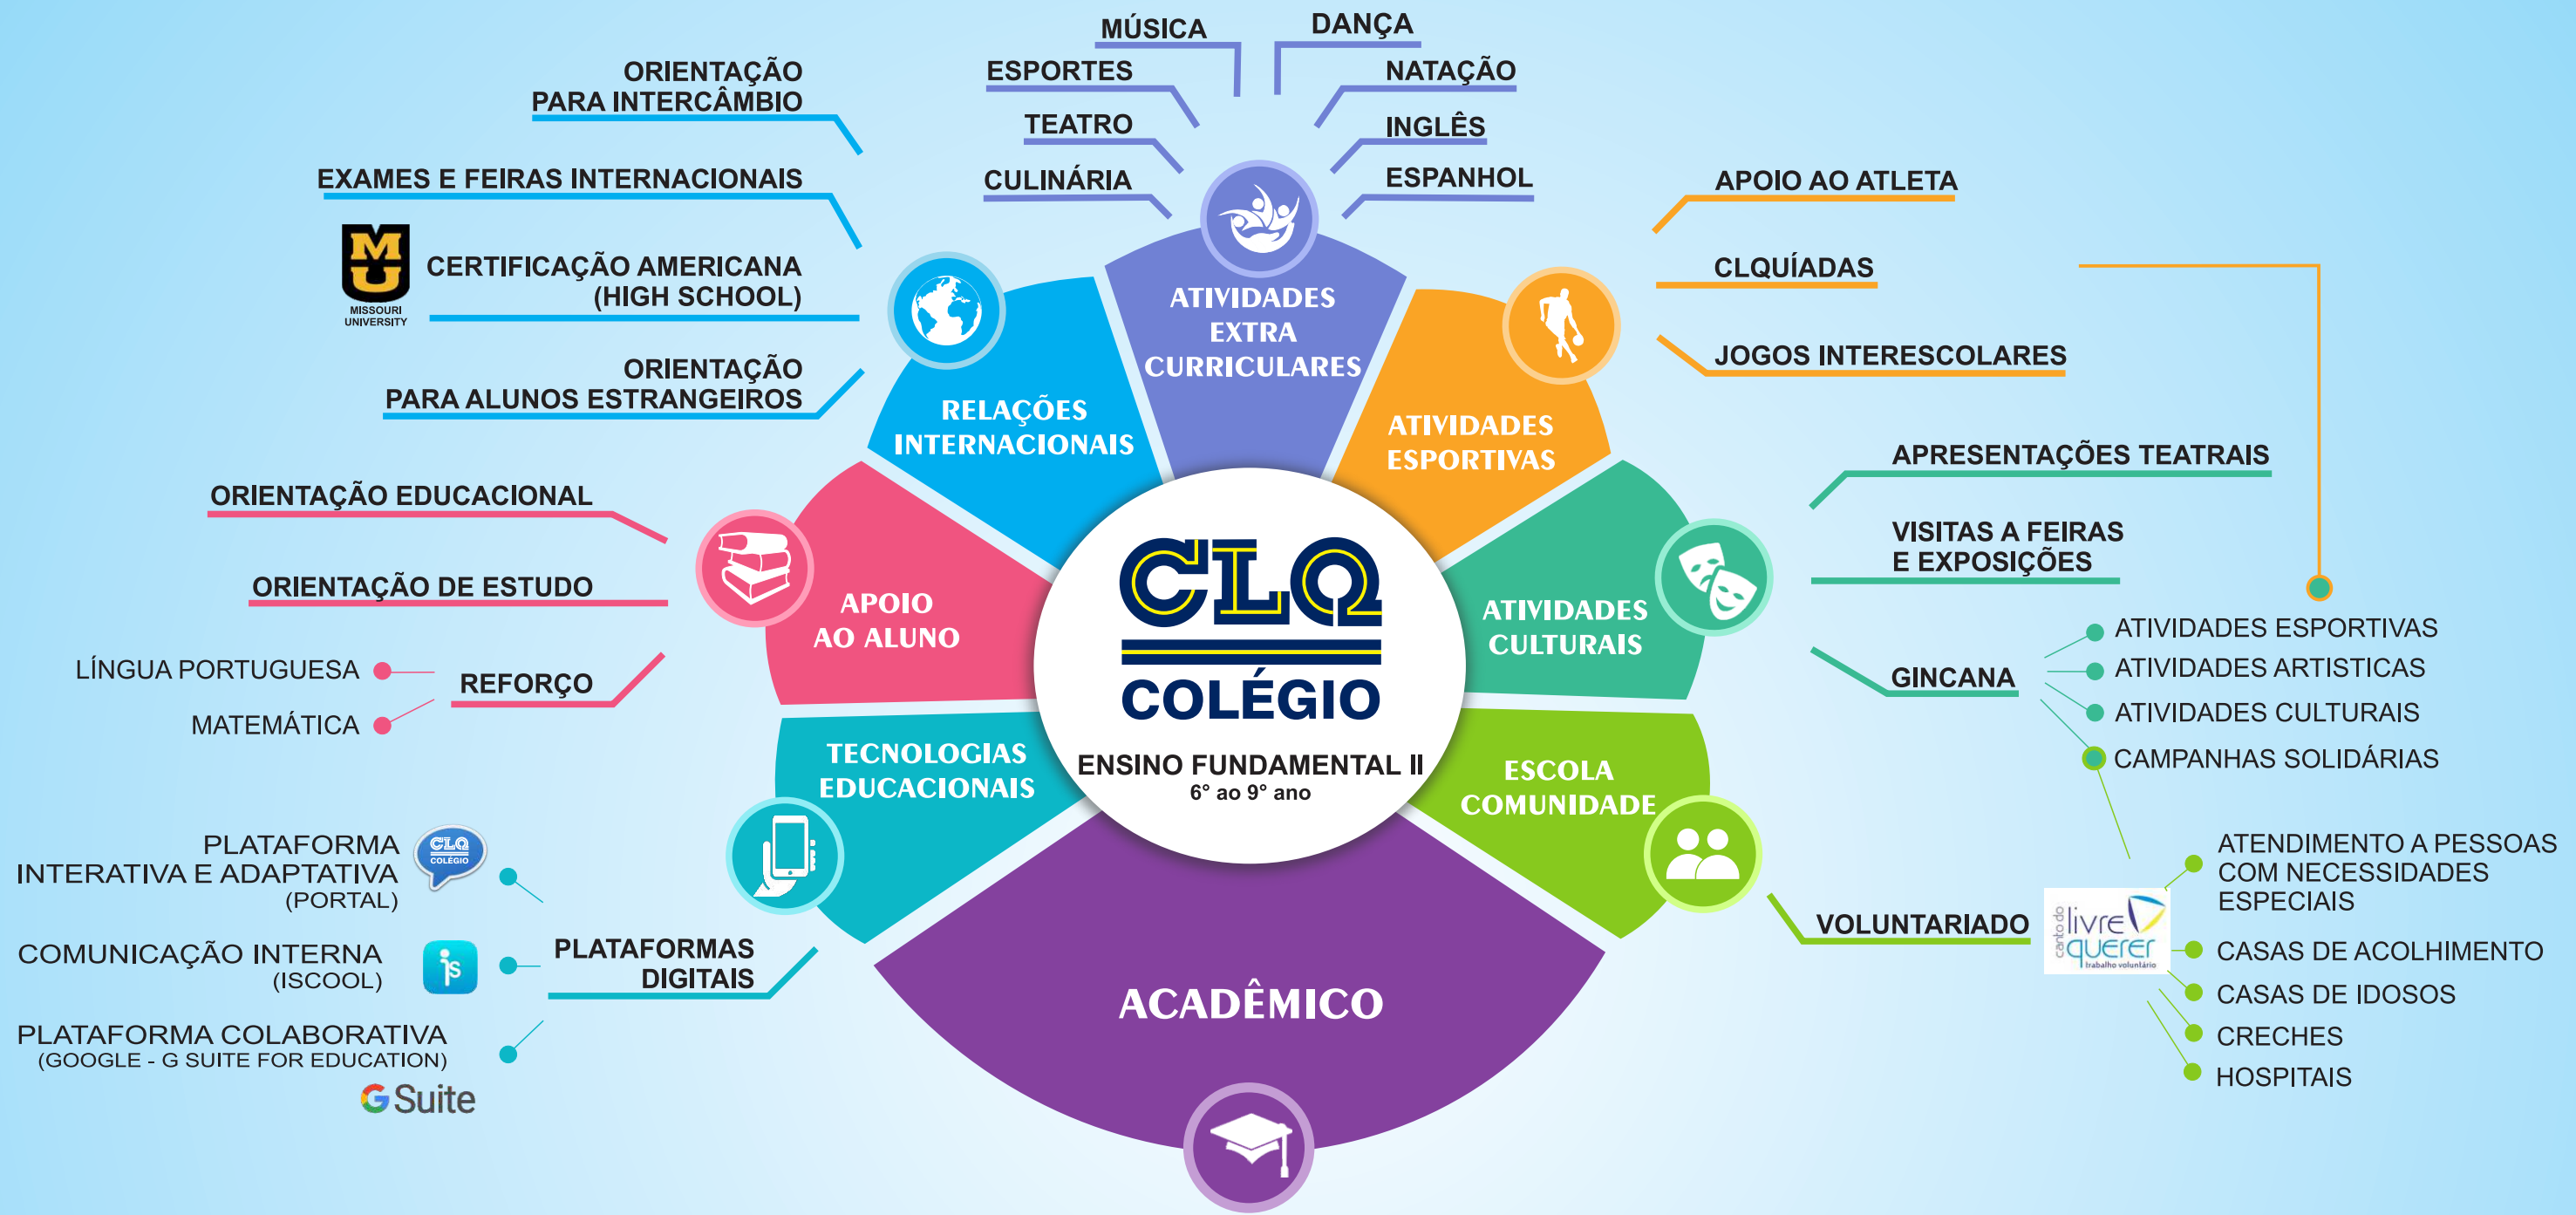 MÚSICA
DANÇA
ESPORTES
NATAÇÃO
TEATRO
INGLÊS
CULINÁRIA
ESPANHOL
ATIVIDADES
EXTRA
CURRICULARES
ORIENTAÇÃO
PARA INTERCÂMBIO
EXAMES E FEIRAS INTERNACIONAIS
MU
MISSOURI
UNIVERSITY
CERTIFICAÇÃO AMERICANA
(HIGH SCHOOL)
ORIENTAÇÃO
PARA ALUNOS ESTRANGEIROS
RELAÇÕES
INTERNACIONAIS
APOIO AO ATLETA
CLQUÍADAS
JOGOS INTERESCOLARES
ATIVIDADES
ESPORTIVAS
ORIENTAÇÃO EDUCACIONAL
ORIENTAÇÃO DE ESTUDO
LÍNGUA PORTUGUESA
MATEMÁTICA
REFORÇO
APOIO
AO ALUNO
APRESENTAÇÕES TEATRAIS
VISITAS A FEIRAS
E EXPOSIÇÕES
GINCANA
ATIVIDADES ESPORTIVAS
ATIVIDADES ARTISTICAS
ATIVIDADES CULTURAIS
CAMPANHAS SOLIDÁRIAS
ATIVIDADES
CULTURAIS
CLQ
COLÉGIO
ENSINO FUNDAMENTAL II
6° ao 9° ano
TECNOLOGIAS
EDUCACIONAIS
PLATAFORMA
INTERATIVA E ADAPTATIVA
(PORTAL)
CLQ
COLÉGIO
COMUNICAÇÃO INTERNA
(ISCOOL)
is
PLATAFORMA COLABORATIVA
(GOOGLE - G SUITE FOR EDUCATION)
G Suite
PLATAFORMAS
DIGITAIS
ESCOLA
COMUNIDADE
VOLUNTARIADO
canto do
livre
querer
trabalho voluntário
ATENDIMENTO A PESSOAS
COM NECESSIDADES
ESPECIAIS
CASAS DE ACOLHIMENTO
CASAS DE IDOSOS
CRECHES
HOSPITAIS
ACADÊMICO